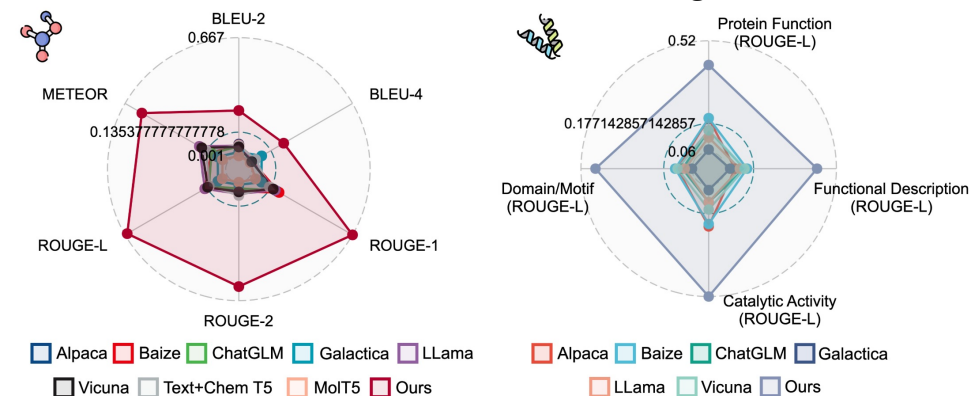 BLEU-2
0.667
METEOR
BLEU-4
0.135377777777778
0.001
ROUGE-L
ROUGE-1
ROUGE-2
Alpaca Baize ChatGLM Galactica LLama
Vicuna Text+Chem T5 MolT5 Ours
Protein Function
(ROUGE-L)
0.52
0.177142857142857
0.06
Domain/Motif
(ROUGE-L)
Functional Description
(ROUGE-L)
Catalytic Activity
(ROUGE-L)
Alpaca Baize ChatGLM Galactica
LLama Vicuna Ours